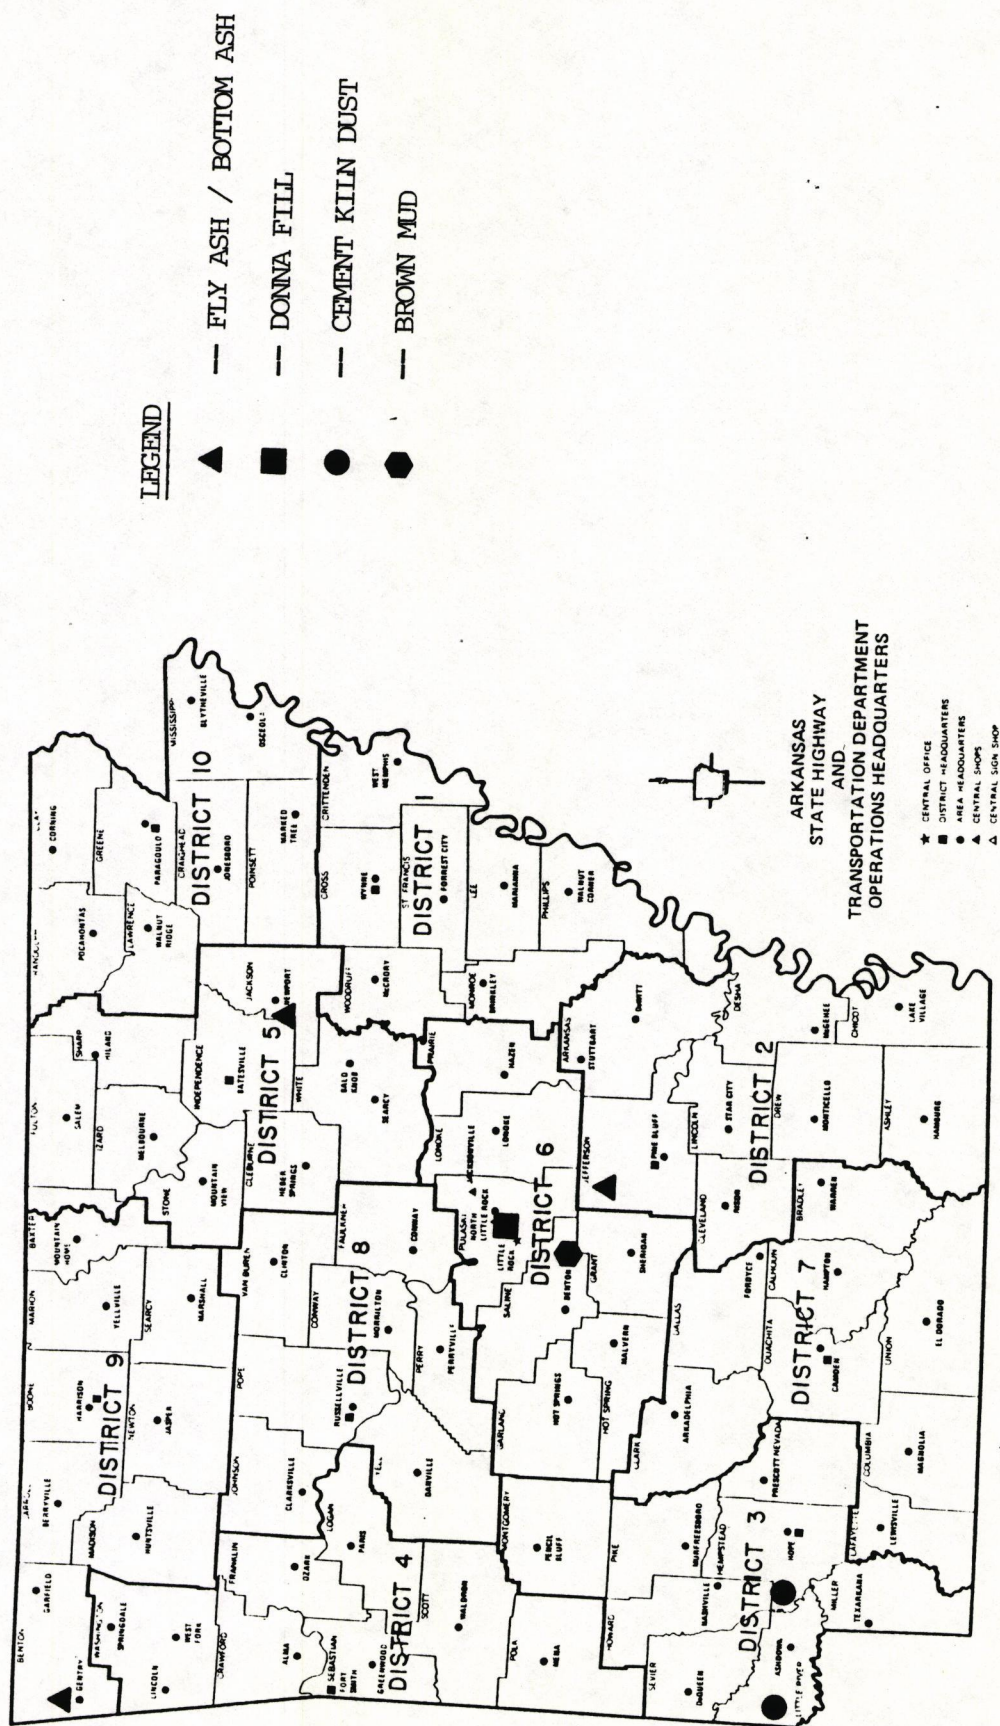 LEGEND
— FLY ASH / BOTTOM ASH
— DONNA FILL
— CEMENT KILN DUST
— BROWN MUD
BENTON
GARFIELD
GENTRY
BERRYVILLE
BOONE
HARRISON
MARION
YELLVILLE
BAXTER
MOUNTAIN HOME
FULTON
SALEM
SHARP
IZARD
MELBOURNE
POCAHONTAS
CORNING
GREENE
PARAGOULD
LAWRENCE
WALNUT RIDGE
CRAIGHEAD
JONESBORO
BLYTHEVILLE
OSCEOLA
DISTRICT 10
WASHINGTON
SPRINGDALE
WEST FORK
LINCOLN
MADISON
HUNTSVILLE
NEWTON
JASPER
DISTRICT 9
SEARCY
MARSHALL
STONE
MOUNTAIN VIEW
INDEPENDENCE
BATESVILLE
JACKSON
NEWPORT
DISTRICT 5
POINSETT
MARKED TREE
CRAWFORD
ALMA
FRANKLIN
OZARK
JOHNSON
CLARKSVILLE
POPE
RUSSELLVILLE
VAN BUREN
CLINTON
CLEBURNE
HEBER SPRINGS
WHITE
BALD KNOB
SEARCY
WOODRUFF
McCRORY
CROSS
WYNNE
CRITTENDEN
WEST MEMPHIS
ST FRANCIS
FORREST CITY
DISTRICT 1
SEBASTIAN
FORT SMITH
GREENWOOD
LOGAN
PARIS
DISTRICT 4
SCOTT
WALDRON
YELL
DANVILLE
CONWAY
MORRILTON
DISTRICT 8
FAULKNER
CONWAY
PERRY
PERRYVILLE
PULASKI
NORTH LITTLE ROCK
LITTLE ROCK
JACKSONVILLE
LONOKE
LONOKE
PRAIRIE
HAZEN
MONROE
BRINKLEY
LEE
MARIANNA
PHILLIPS
WALNUT CORNER
DISTRICT 6
MENA
MONTGOMERY
PENCIL BLUFF
GARLAND
HOT SPRINGS
SALINE
BENTON
HOT SPRING
MALVERN
GRANT
SHERIDAN
JEFFERSON
PINE BLUFF
ARKANSAS
STUTTGART
DEWITT
SEVIER
DeQUEEN
HOWARD
NASHVILLE
PIKE
MURFREESBORO
CLARK
ARKADELPHIA
DALLAS
FORDYCE
CLEVELAND
RISON
LINCOLN
STAR CITY
DESHA
McGEHEE
DISTRICT 2
DISTRICT 3
LITTLE RIVER
ASHDOWN
HEMPSTEAD
HOPE
NEVADA
PRESCOTT
OUACHITA
CAMDEN
CALHOUN
HAMPTON
DISTRICT 7
BRADLEY
WARREN
DREW
MONTICELLO
CHICOT
LAKE VILLAGE
MILLER
TEXARKANA
LAFAYETTE
LEWISVILLE
COLUMBIA
MAGNOLIA
UNION
EL DORADO
ASHLEY
HAMBURG
ARKANSAS
STATE HIGHWAY
AND
TRANSPORTATION DEPARTMENT
OPERATIONS HEADQUARTERS
CENTRAL OFFICE
DISTRICT HEADQUARTERS
AREA HEADQUARTERS
CENTRAL SHOPS
CENTRAL SIGN SHOP